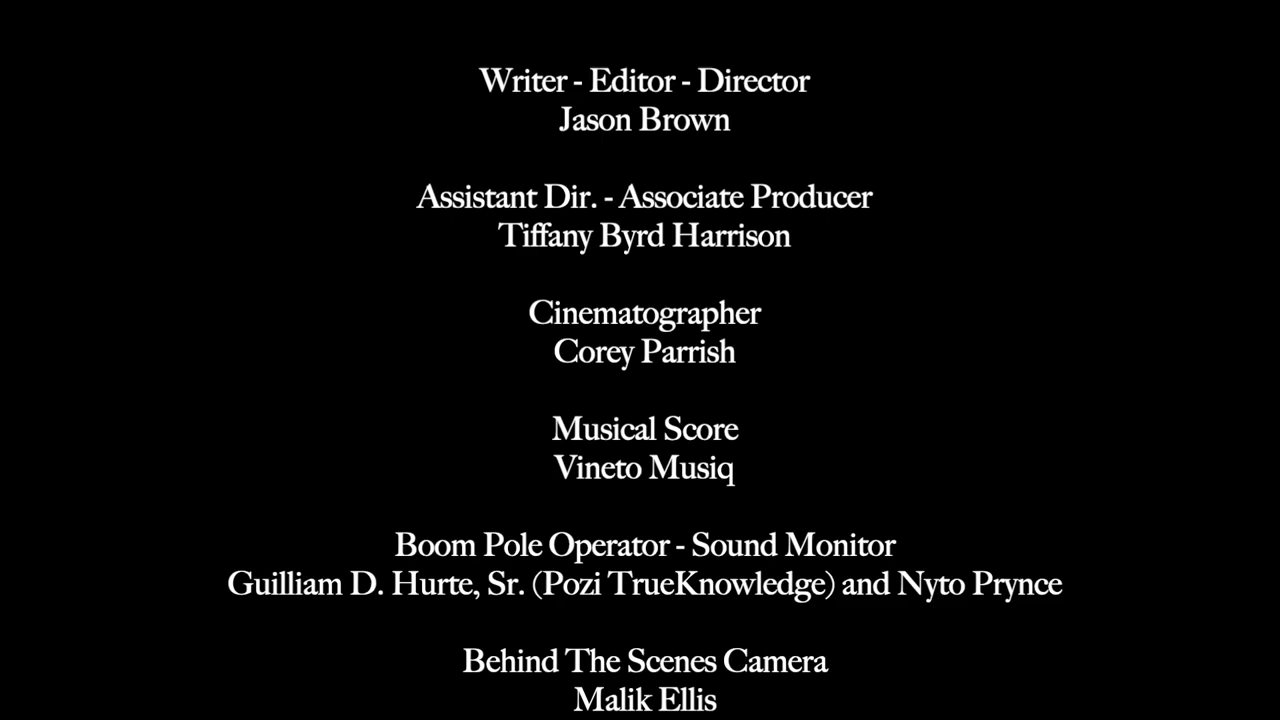 Writer - Editor - Director
Jason Brown
Assistant Dir. - Associate Producer
Tiffany Byrd Harrison
Cinematographer
Corey Parrish
Musical Score
Vineto Musiq
Boom Pole Operator - Sound Monitor
Guilliam D. Hurte, Sr. (Pozi TrueKnowledge) and Nyto Prynce
Behind The Scenes Camera
Malik Ellis